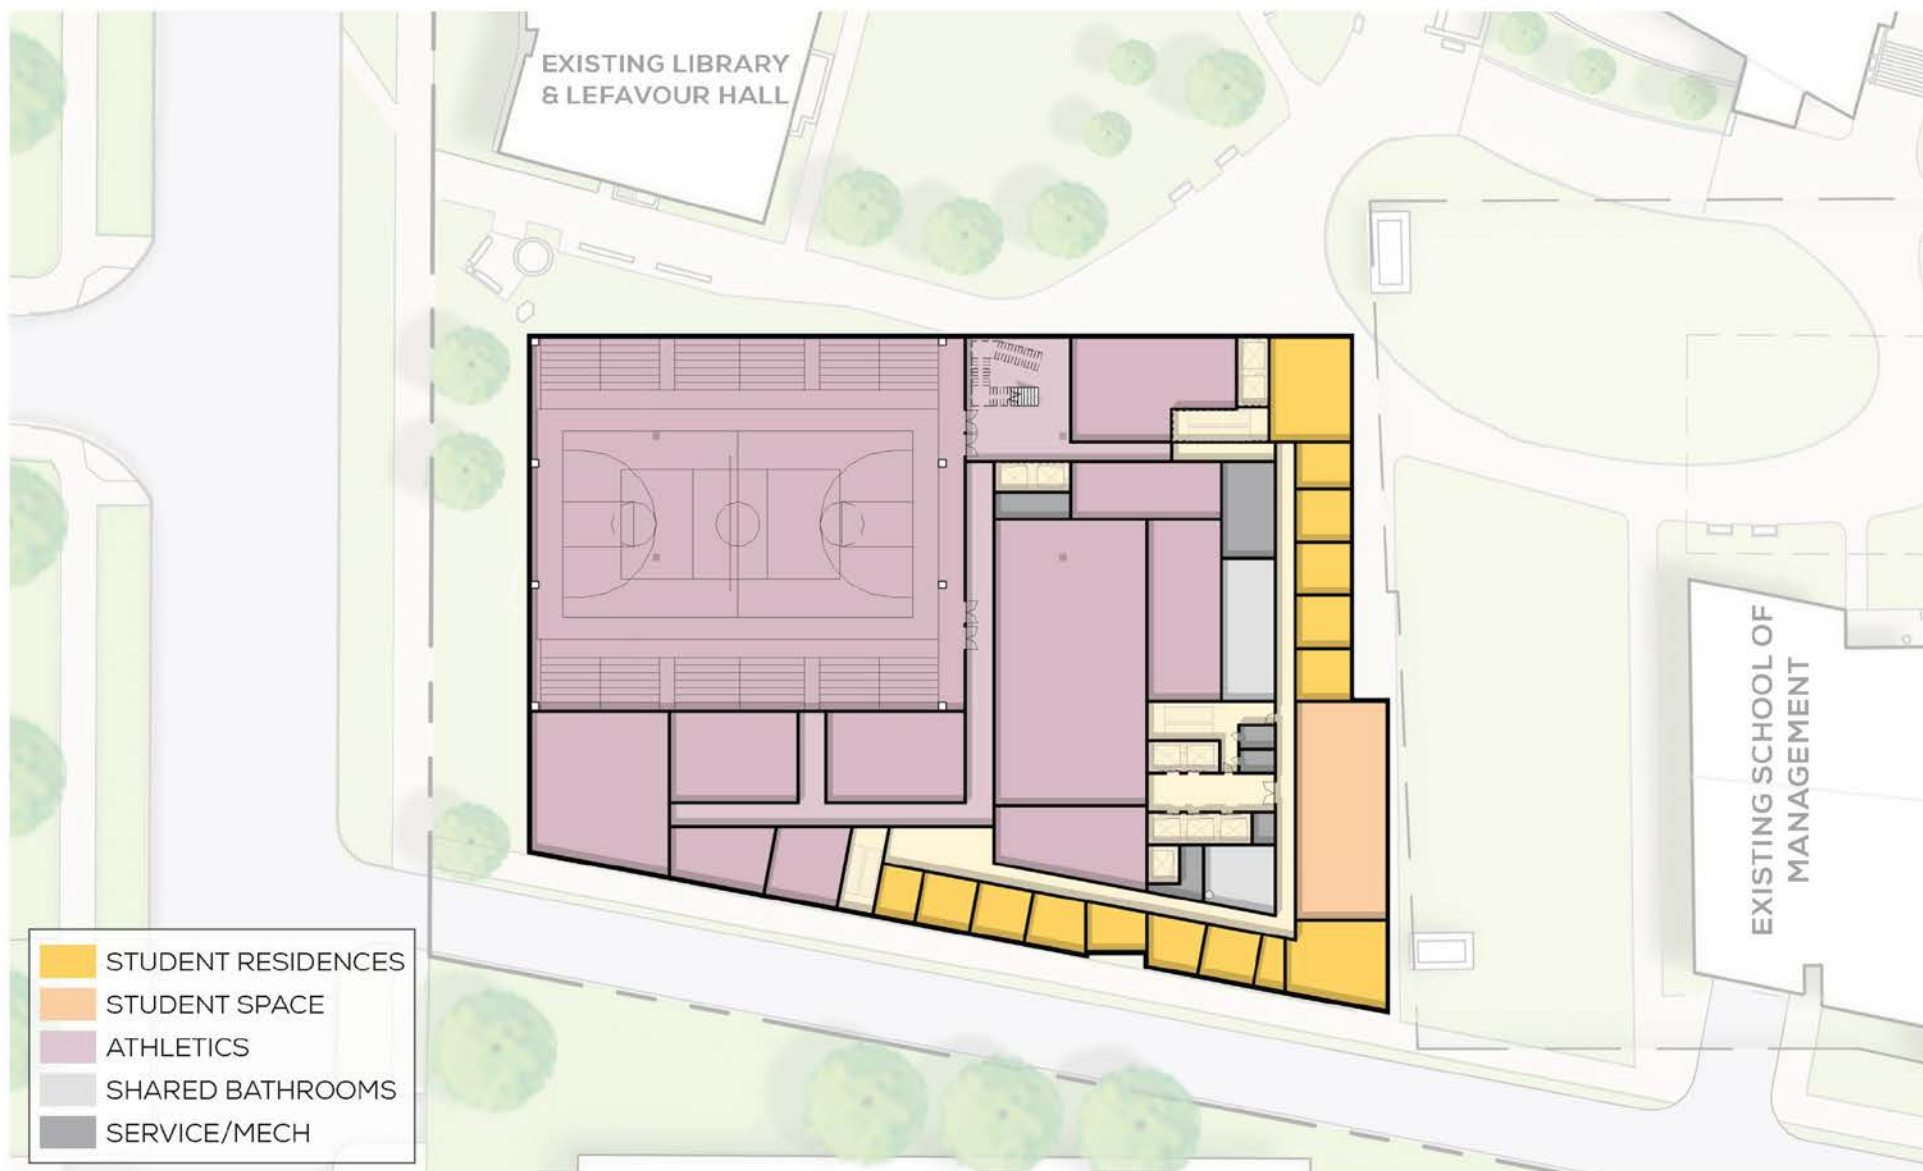 EXISTING LIBRARY
& LEFAVOUR HALL
EXISTING SCHOOL OF
MANAGEMENT
STUDENT RESIDENCES
STUDENT SPACE
ATHLETICS
SHARED BATHROOMS
SERVICE/MECH